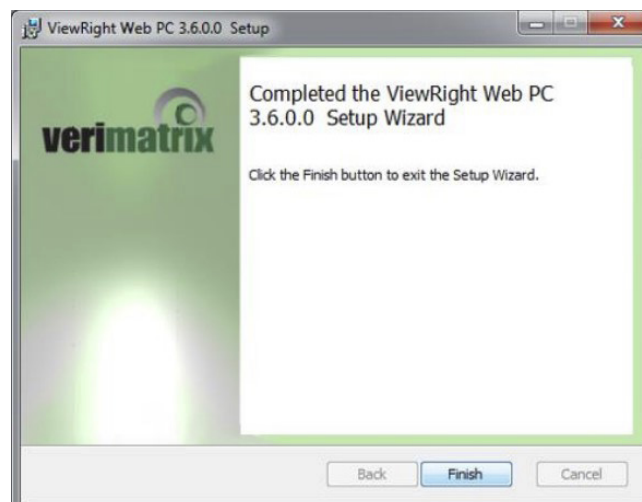 ViewRight Web PC 3.6.0.0 Setup
verimatrix
Completed the ViewRight Web PC
3.6.0.0 Setup Wizard
Click the Finish button to exit the Setup Wizard.
Back Finish Cancel